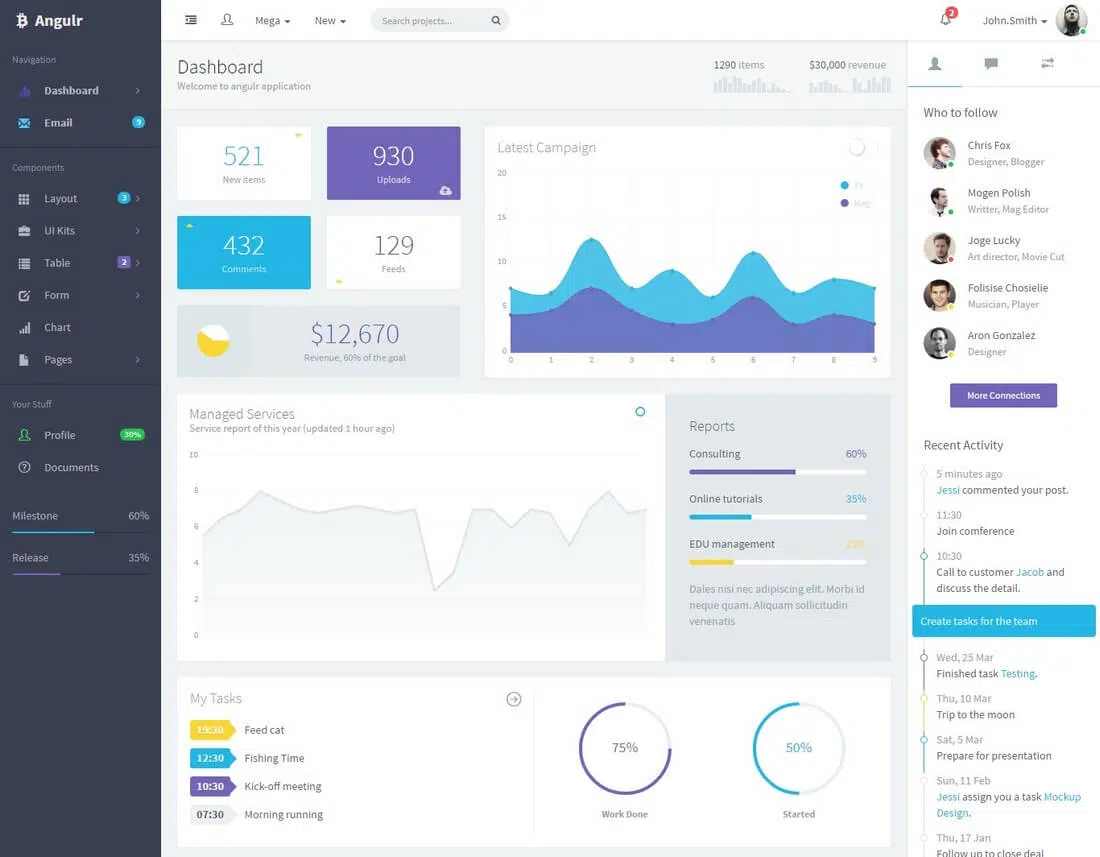 Angulr
Mega
New
Search projects...
2
John.Smith
Navigation
Dashboard
Email 9
Components
Layout 3
UI Kits
Table 2
Form
Chart
Pages
Your Stuff
Profile 30%
Documents
Milestone 60%
Release 35%
Dashboard
Welcome to angulr application
1290 items
$30,000 revenue
521
New items
930
Uploads
432
Comments
129
Feeds
$12,670
Revenue, 60% of the goal
Latest Campaign
TV
Mag
20
15
10
5
0
0 1 2 3 4 5 6 7 8 9
Managed Services
Service report of this year (updated 1 hour ago)
10
8
6
4
2
0
Reports
Consulting 60%
Online tutorials 35%
EDU management 25%
Dales nisi nec adipiscing elit. Morbi id
neque quam. Aliquam sollicitudin
venenatis
My Tasks
19:30 Feed cat
12:30 Fishing Time
10:30 Kick-off meeting
07:30 Morning running
75%
Work Done
50%
Started
Who to follow
Chris Fox
Designer, Blogger
Mogen Polish
Writter, Mag Editor
Joge Lucky
Art director, Movie Cut
Folisise Chosielie
Musician, Player
Aron Gonzalez
Designer
More Connections
Recent Activity
5 minutes ago
Jessi commented your post.
11:30
Join conference
10:30
Call to customer Jacob and
discuss the detail.
Create tasks for the team
Wed, 25 Mar
Finished task Testing.
Thu, 10 Mar
Trip to the moon
Sat, 5 Mar
Prepare for presentation
Sun, 11 Feb
Jessi assign you a task Mockup
Design.
Thu, 17 Jan
Follow up to close deal